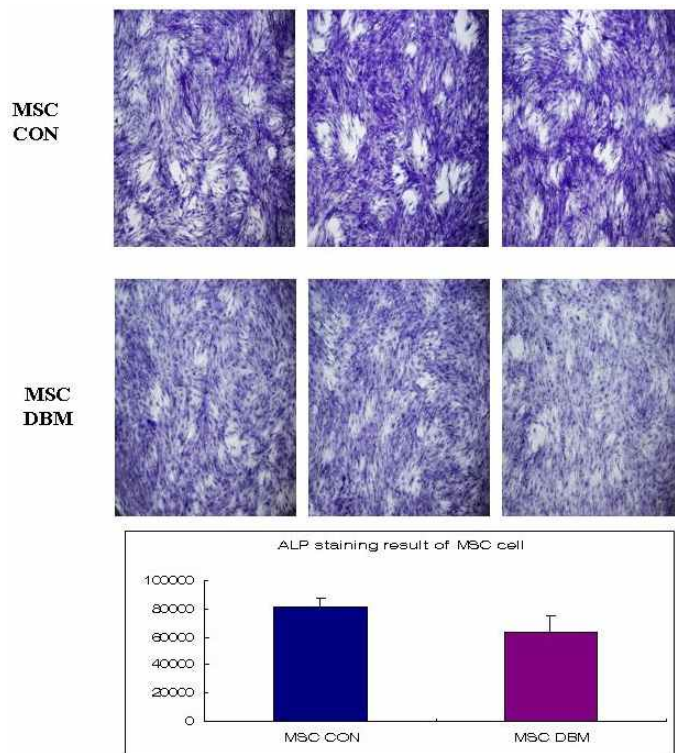 MSC
CON
MSC
DBM
ALP staining result of MSC cell
100000
80000
60000
40000
20000
0
MSC CON
MSC DBM